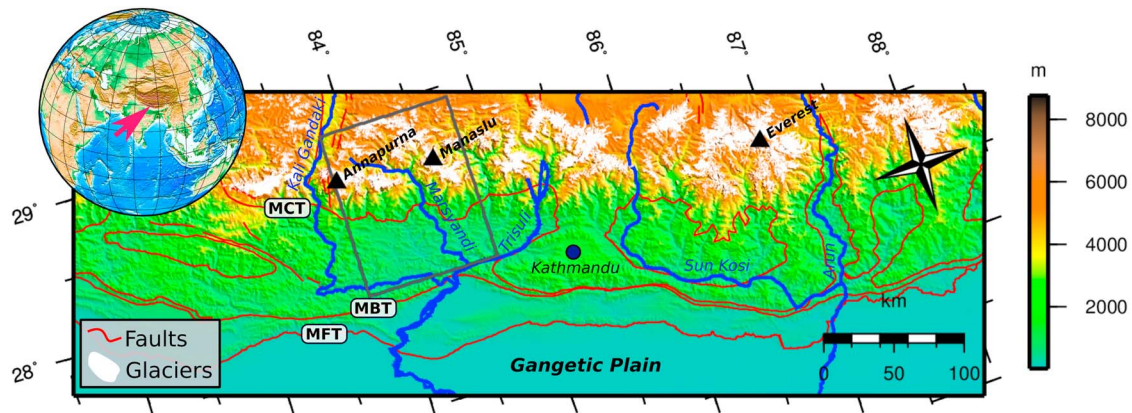 84°
85°
86°
87°
88°
m
8000
6000
4000
2000
29°
28°
Kali Gandaki
Annapurna
Manaslu
Everest
MCT
Marsyandi
Trisuli
Kathmandu
Sun Kosi
Arun
MBT
MFT
km
0 50 100
Faults
Glaciers
Gangetic Plain